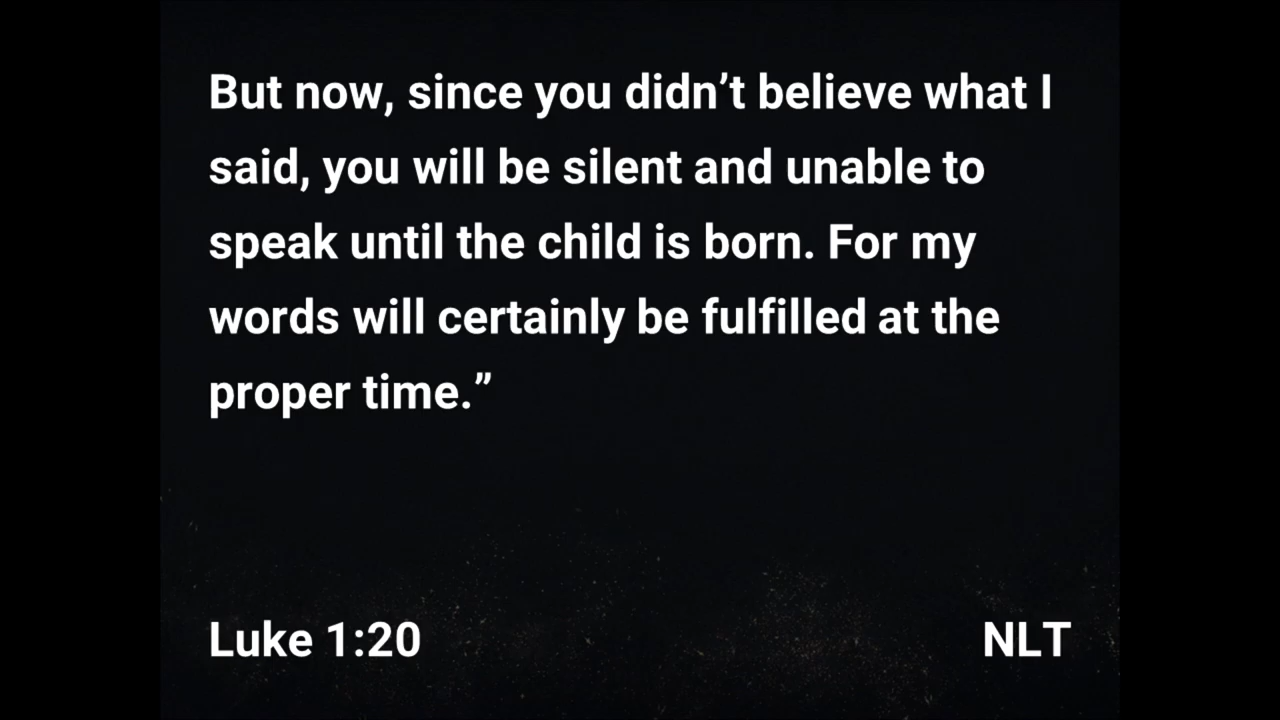 But now, since you didn’t believe what I
said, you will be silent and unable to
speak until the child is born. For my
words will certainly be fulfilled at the
proper time.”
Luke 1:20
NLT